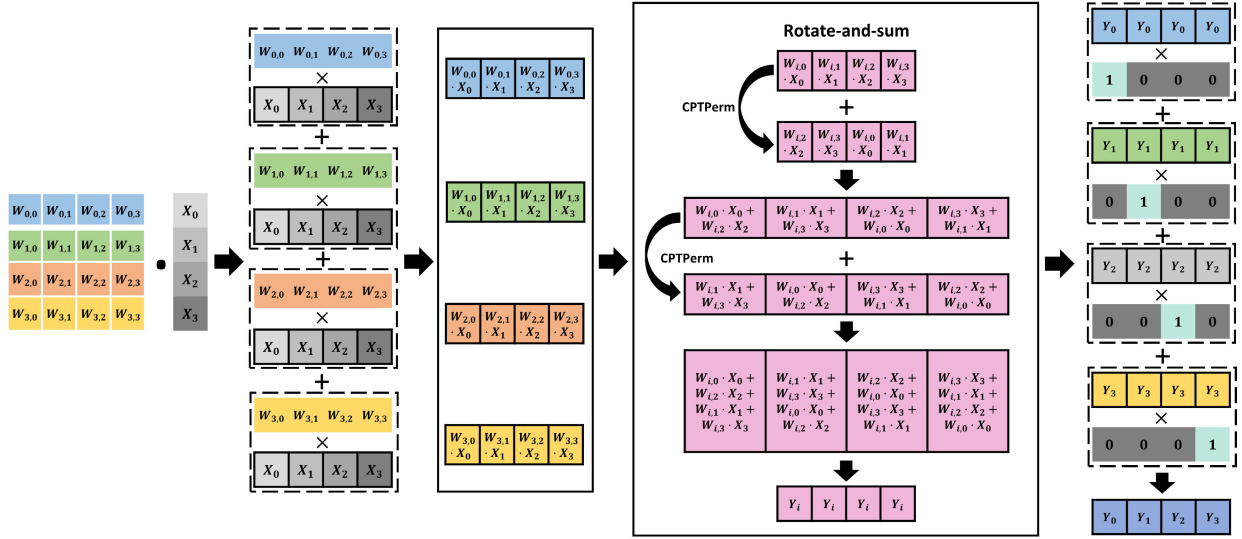 W0,0 W0,1 W0,2 W0,3
W1,0 W1,1 W1,2 W1,3
W2,0 W2,1 W2,2 W2,3
W3,0 W3,1 W3,2 W3,3
·
X0
X1
X2
X3
W0,0 W0,1 W0,2 W0,3
×
X0 X1 X2 X3
+
W1,0 W1,1 W1,2 W1,3
×
X0 X1 X2 X3
+
W2,0 W2,1 W2,2 W2,3
×
X0 X1 X2 X3
+
W3,0 W3,1 W3,2 W3,3
×
X0 X1 X2 X3
W0,0 W0,1 W0,2 W0,3
· X0 · X1 · X2 · X3
W1,0 W1,1 W1,2 W1,3
· X0 · X1 · X2 · X3
W2,0 W2,1 W2,2 W2,3
· X0 · X1 · X2 · X3
W3,0 W3,1 W3,2 W3,3
· X0 · X1 · X2 · X3
Rotate-and-sum
Wi,0 Wi,1 Wi,2 Wi,3
· X0 · X1 · X2 · X3
CPTPerm
+
Wi,2 Wi,3 Wi,0 Wi,1
· X2 · X3 · X0 · X1
Wi,0 · X0 + Wi,1 · X1 + Wi,2 · X2 + Wi,3 · X3 +
Wi,2 · X2 Wi,3 · X3 Wi,0 · X0 Wi,1 · X1
CPTPerm
+
Wi,1 · X1 + Wi,0 · X0 + Wi,3 · X3 + Wi,2 · X2 +
Wi,3 · X3 Wi,2 · X2 Wi,1 · X1 Wi,0 · X0
Wi,0 · X0 + Wi,1 · X1 + Wi,2 · X2 + Wi,3 · X3 +
Wi,2 · X2 + Wi,3 · X3 + Wi,0 · X0 + Wi,1 · X1 +
Wi,1 · X1 + Wi,0 · X0 + Wi,3 · X3 + Wi,2 · X2 +
Wi,3 · X3 Wi,2 · X2 Wi,1 · X1 Wi,0 · X0
Yi Yi Yi Yi
Y0 Y0 Y0 Y0
×
1 0 0 0
+
Y1 Y1 Y1 Y1
×
0 1 0 0
+
Y2 Y2 Y2 Y2
×
0 0 1 0
+
Y3 Y3 Y3 Y3
×
0 0 0 1
Y0 Y1 Y2 Y3